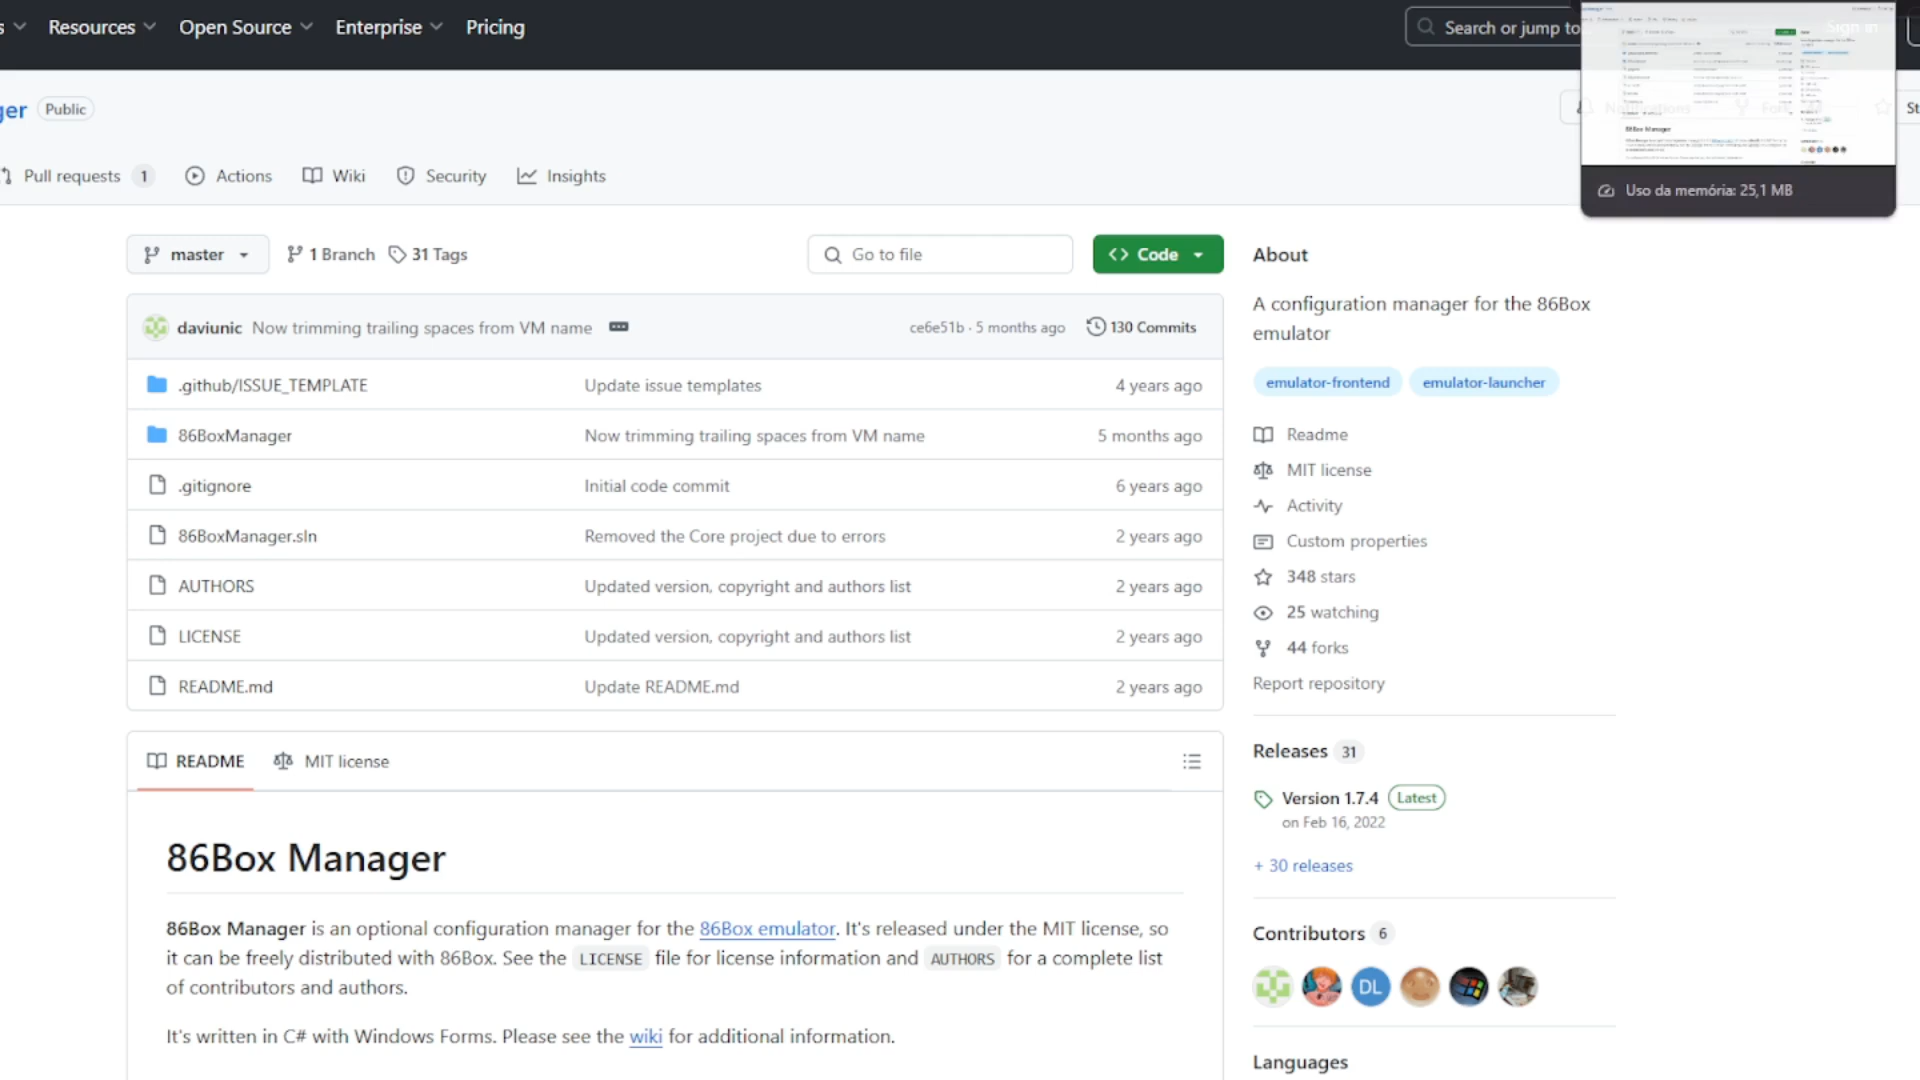 Resources Open Source Enterprise Pricing Search or jump to Sign in
ger Public Notifications Fork St
Pull requests 1 Actions Wiki Security Insights
86Box Manager
Uso da memória: 25,1 MB
master 1 Branch 31 Tags Go to file Code
daviunic Now trimming trailing spaces from VM name ce6e51b · 5 months ago 130 Commits
.github/ISSUE_TEMPLATE Update issue templates 4 years ago
86BoxManager Now trimming trailing spaces from VM name 5 months ago
.gitignore Initial code commit 6 years ago
86BoxManager.sln Removed the Core project due to errors 2 years ago
AUTHORS Updated version, copyright and authors list 2 years ago
LICENSE Updated version, copyright and authors list 2 years ago
README.md Update README.md 2 years ago
README MIT license
86Box Manager
86Box Manager is an optional configuration manager for the 86Box emulator. It's released under the MIT license, so
it can be freely distributed with 86Box. See the LICENSE file for license information and AUTHORS for a complete list
of contributors and authors.
It's written in C# with Windows Forms. Please see the wiki for additional information.
About
A configuration manager for the 86Box
emulator
emulator-frontend emulator-launcher
Readme
MIT license
Activity
Custom properties
348 stars
25 watching
44 forks
Report repository
Releases 31
Version 1.7.4 Latest
on Feb 16, 2022
+ 30 releases
Contributors 6
DL
Languages